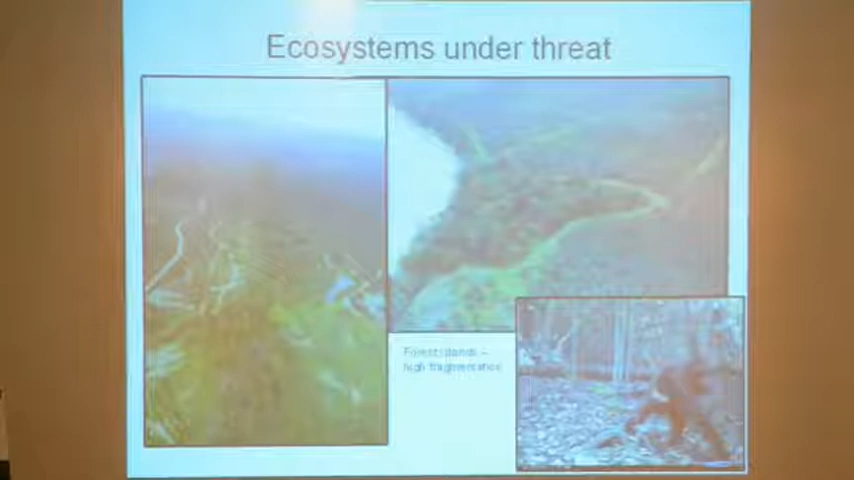 Ecosystems under threat
Forest islands –
high fragmentation